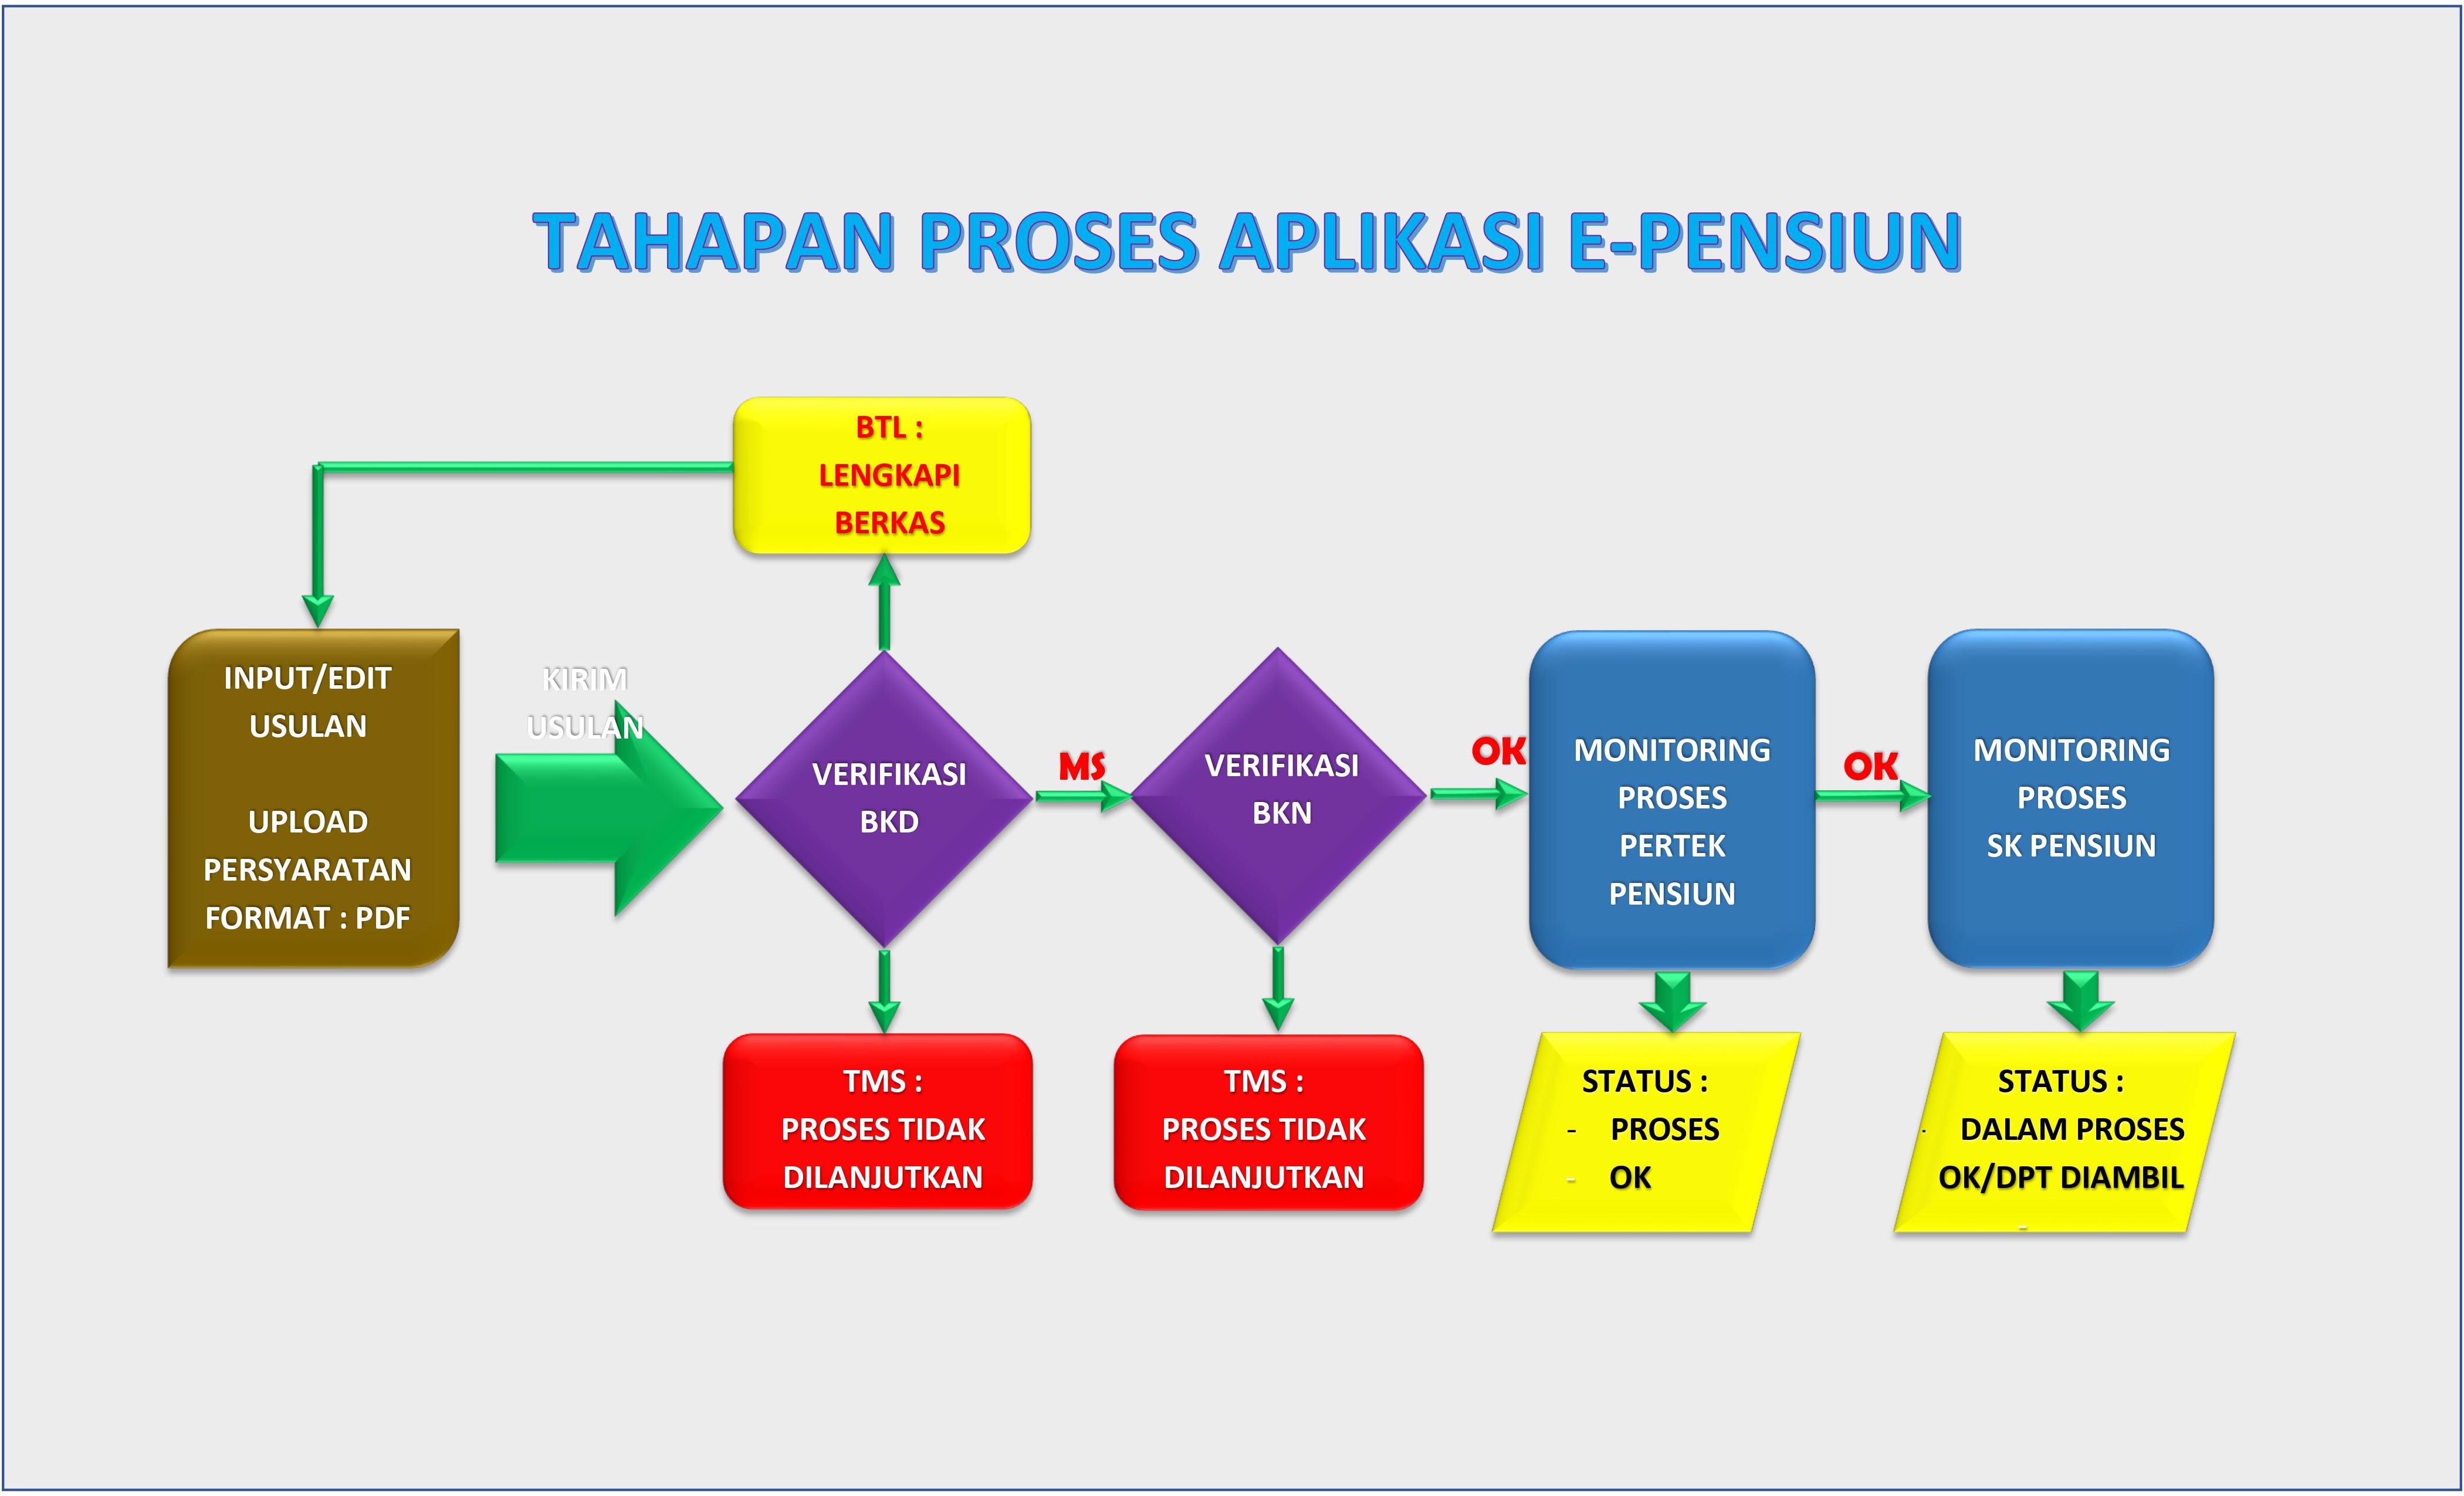 TAHAPAN PROSES APLIKASI E-PENSIUN
BTL :
LENGKAPI
BERKAS
INPUT/EDIT
USULAN
UPLOAD
PERSYARATAN
FORMAT : PDF
KIRIM
USULAN
VERIFIKASI
BKD
MS
VERIFIKASI
BKN
OK
MONITORING
PROSES
PERTEK
PENSIUN
OK
MONITORING
PROSES
SK PENSIUN
TMS :
PROSES TIDAK
DILANJUTKAN
TMS :
PROSES TIDAK
DILANJUTKAN
STATUS :
- PROSES
- OK
STATUS :
- DALAM PROSES
OK/DPT DIAMBIL
-